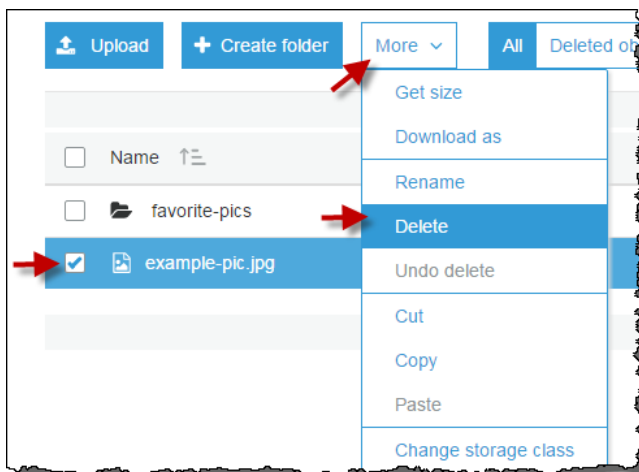 Upload
Create folder
More
All
Deleted
Get size
Download as
Name
Rename
favorite-pics
Delete
example-pic.jpg
Undo delete
Cut
Copy
Paste
Change storage class